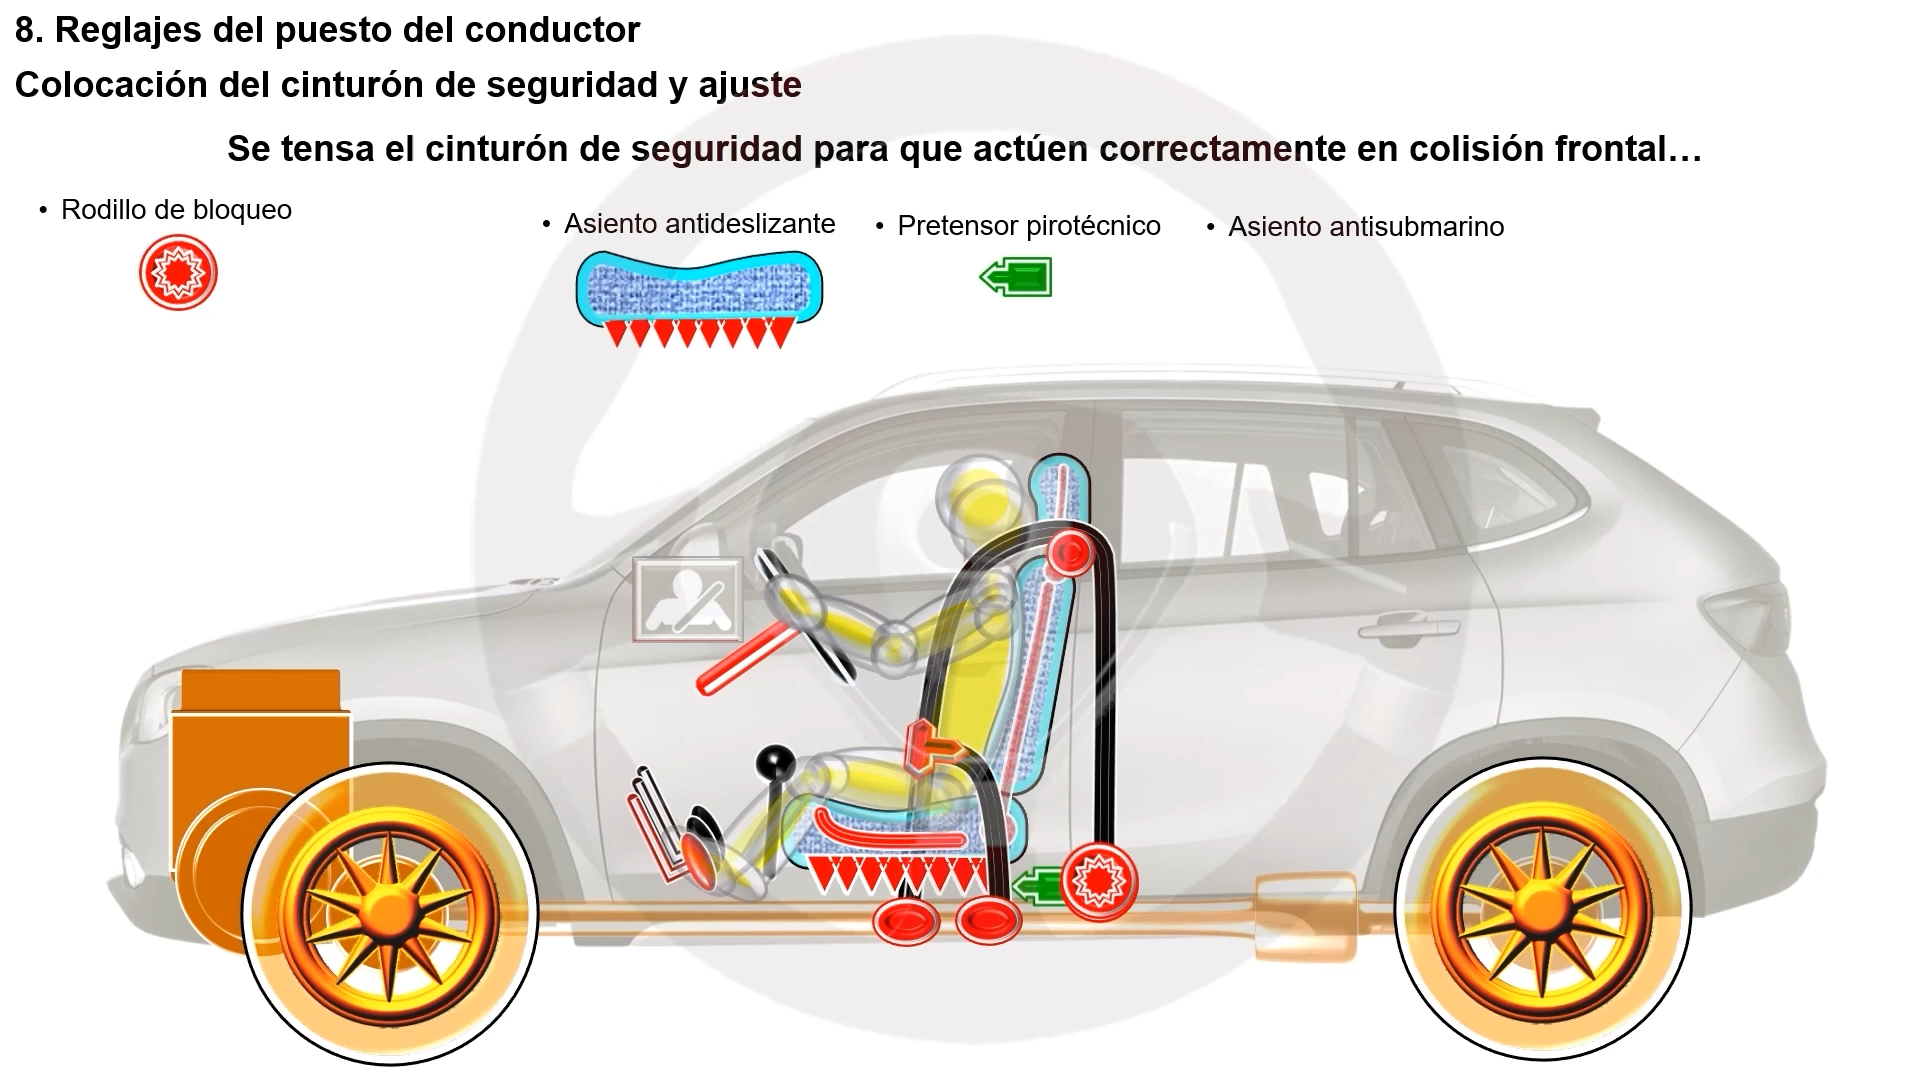 8. Reglajes del puesto del conductor
Colocación del cinturón de seguridad y ajuste
Se tensa el cinturón de seguridad para que actúen correctamente en colisión frontal…
• Rodillo de bloqueo
• Asiento antideslizante
• Pretensor pirotécnico
• Asiento antisubmarino